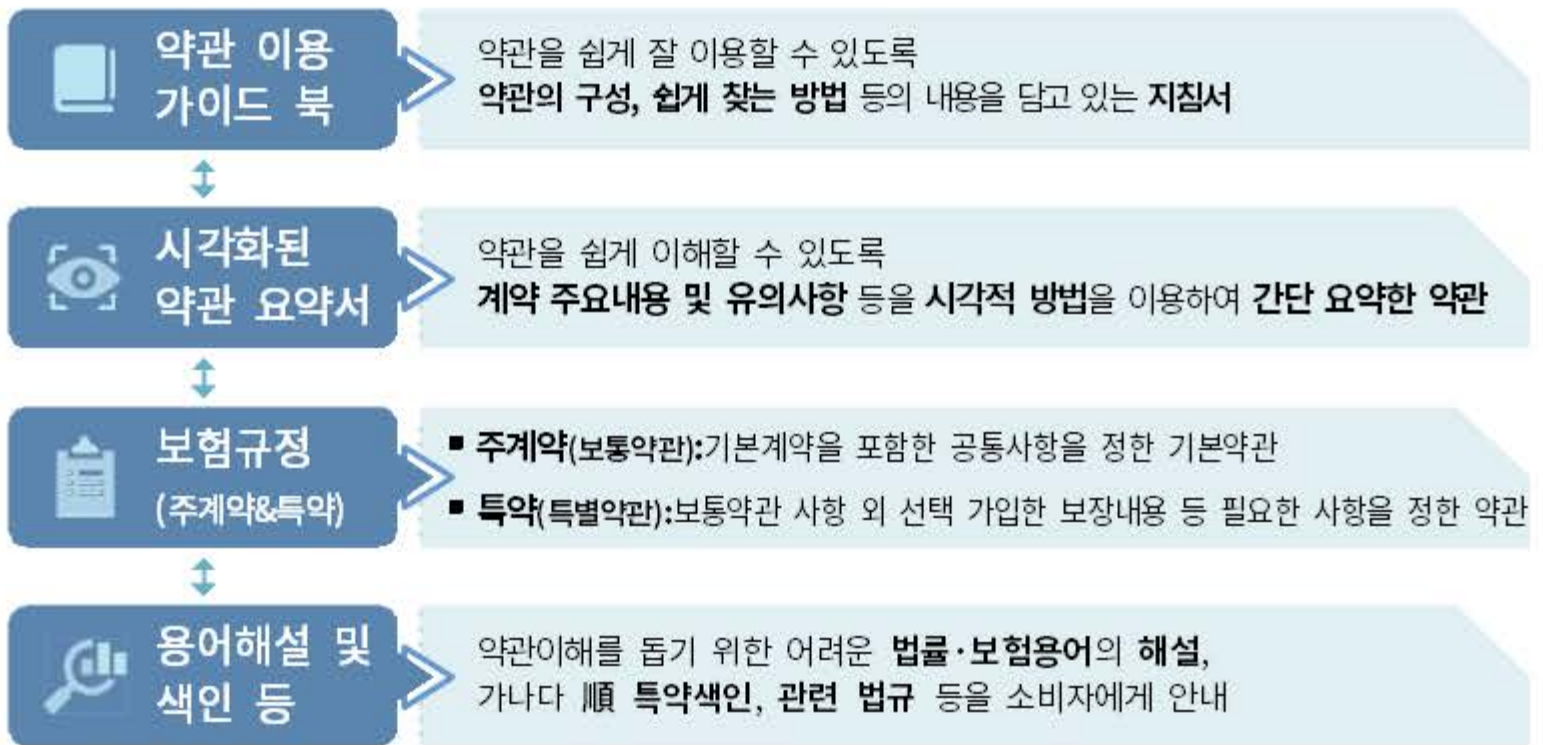 약관 이용
가이드 북
약관을 쉽게 잘 이용할 수 있도록
약관의 구성, 쉽게 찾는 방법 등의 내용을 담고 있는 지침서
시각화된
약관 요약서
약관을 쉽게 이해할 수 있도록
계약 주요내용 및 유의사항 등을 시각적 방법을 이용하여 간단 요약한 약관
보험규정
(주계약&특약)
▪ 주계약(보통약관):기본계약을 포함한 공통사항을 정한 기본약관
▪ 특약(특별약관):보통약관 사항 외 선택 가입한 보장내용 등 필요한 사항을 정한 약관
용어해설 및
색인 등
약관이해를 돕기 위한 어려운 법률·보험용어의 해설,
가나다 順 특약색인, 관련 법규 등을 소비자에게 안내